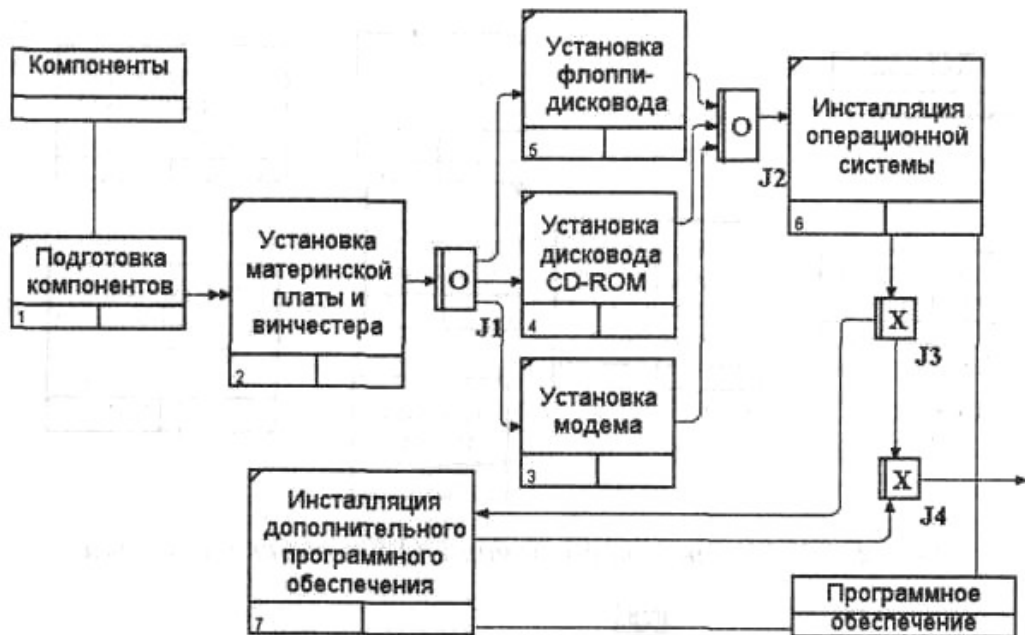 Компоненты
Подготовка
компонентов
1
Установка
материнской
платы и
винчестера
2
O
J1
Установка
флоппи-
дисковода
5
Установка
дисковода
CD-ROM
4
Установка
модема
3
O
J2
Инсталляция
операционной
системы
6
X
J3
X
J4
Инсталляция
дополнительного
программного
обеспечения
7
Программное
обеспечение